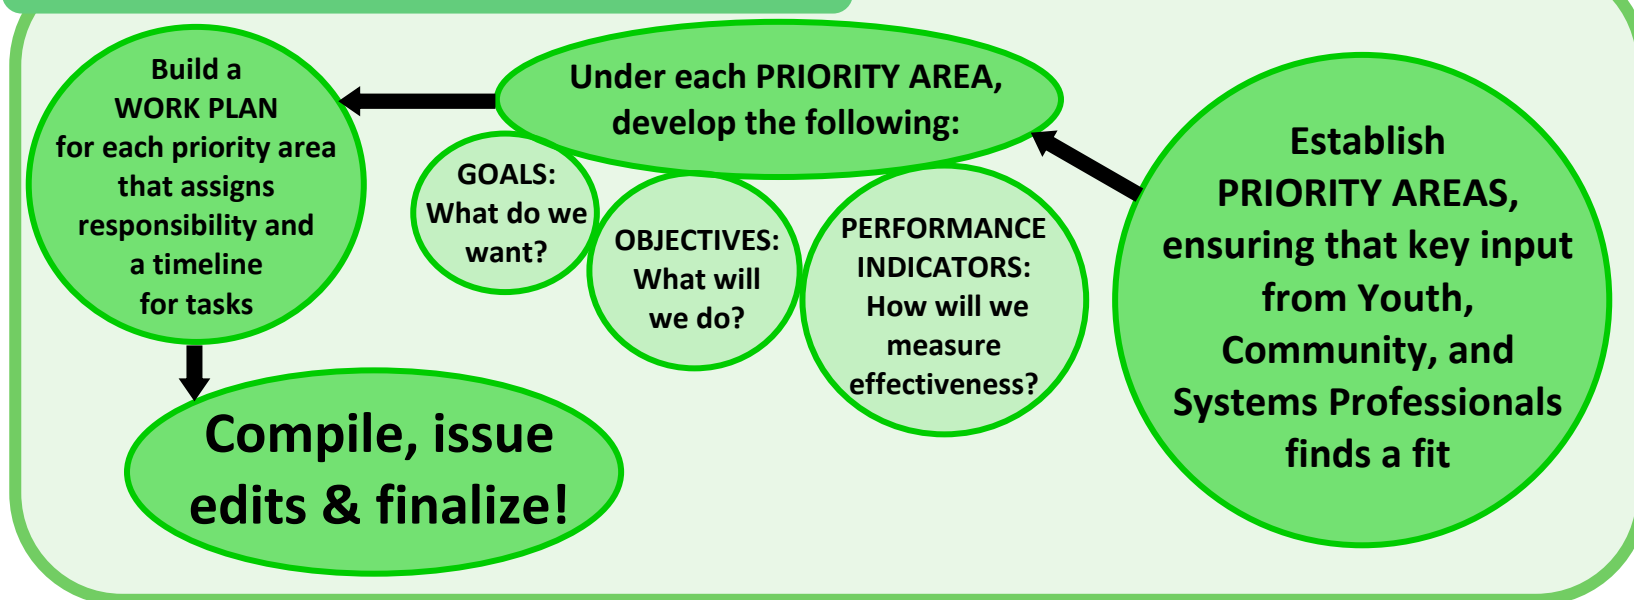 Build a
WORK PLAN
for each priority area
that assigns
responsibility and
a timeline
for tasks
Under each PRIORITY AREA,
develop the following:
GOALS:
What do we
want?
OBJECTIVES:
What will
we do?
PERFORMANCE
INDICATORS:
How will we
measure
effectiveness?
Establish
PRIORITY AREAS,
ensuring that key input
from Youth,
Community, and
Systems Professionals
finds a fit
Compile, issue
edits & finalize!